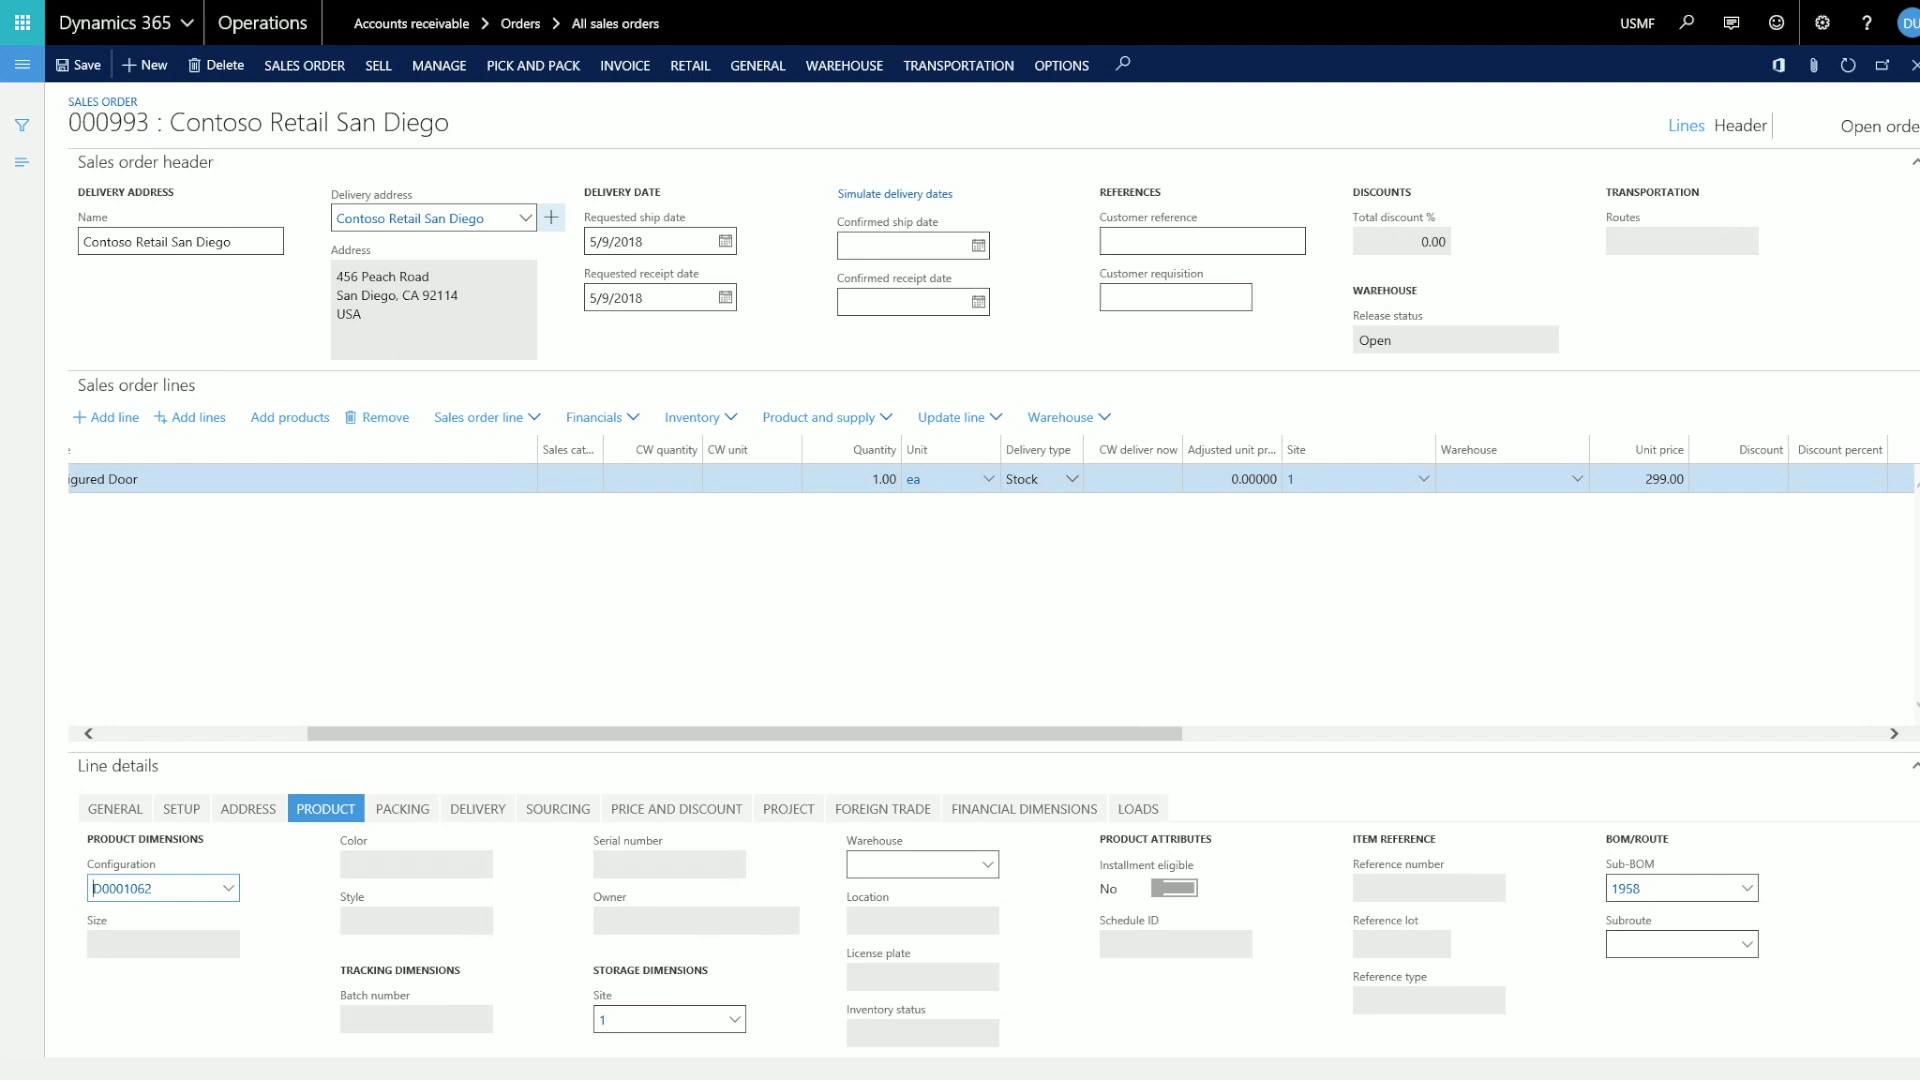 Dynamics 365 Operations Accounts receivable Orders All sales orders USMF ? DU
Save New Delete SALES ORDER SELL MANAGE PICK AND PACK INVOICE RETAIL GENERAL WAREHOUSE TRANSPORTATION OPTIONS
SALES ORDER
000993 : Contoso Retail San Diego
Lines Header Open orde
Sales order header
DELIVERY ADDRESS Delivery address DELIVERY DATE Simulate delivery dates REFERENCES DISCOUNTS TRANSPORTATION
Name Contoso Retail San Diego Requested ship date Confirmed ship date Customer reference Total discount % Routes
Contoso Retail San Diego 5/9/2018 0.00
Address Requested receipt date Confirmed receipt date Customer requisition
456 Peach Road 5/9/2018 WAREHOUSE
San Diego, CA 92114 Release status
USA Open
Sales order lines
Add line Add lines Add products Remove Sales order line Financials Inventory Product and supply Update line Warehouse
Sales cat... CW quantity CW unit Quantity Unit Delivery type CW deliver now Adjusted unit pr... Site Warehouse Unit price Discount Discount percent
igured Door 1.00 ea Stock 0.00000 1 299.00
Line details
GENERAL SETUP ADDRESS PRODUCT PACKING DELIVERY SOURCING PRICE AND DISCOUNT PROJECT FOREIGN TRADE FINANCIAL DIMENSIONS LOADS
PRODUCT DIMENSIONS Color Serial number Warehouse PRODUCT ATTRIBUTES ITEM REFERENCE BOM/ROUTE
Configuration Installment eligible Reference number Sub-BOM
D0001062 No 1958
Size Style Owner Location Schedule ID Reference lot Subroute
License plate
TRACKING DIMENSIONS STORAGE DIMENSIONS Reference type
Batch number Site Inventory status
1